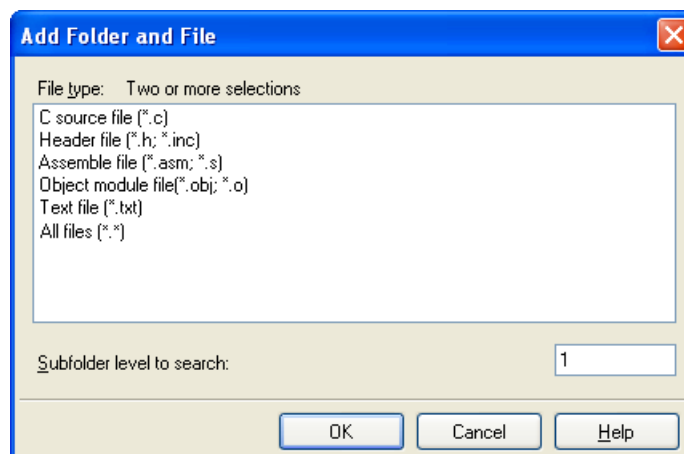 Add Folder and File
File type: Two or more selections
C source file (*.c)
Header file (*.h; *.inc)
Assemble file (*.asm; *.s)
Object module file(*.obj; *.o)
Text file (*.txt)
All files (*.*)
Subfolder level to search: 1
OK Cancel Help